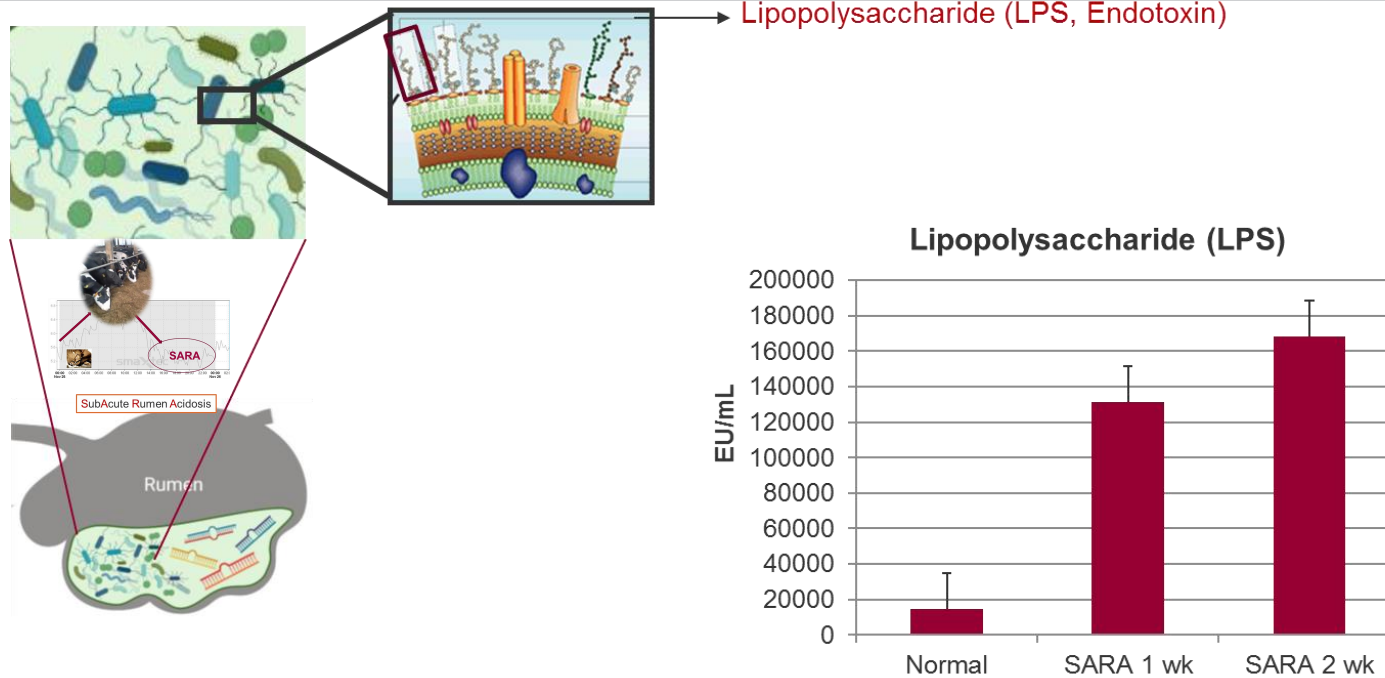 Lipopolysaccharide (LPS, Endotoxin)
SARA
SubAcute Rumen Acidosis
Rumen
Lipopolysaccharide (LPS)
EU/mL
200000
180000
160000
140000
120000
100000
80000
60000
40000
20000
0
Normal
SARA 1 wk
SARA 2 wk